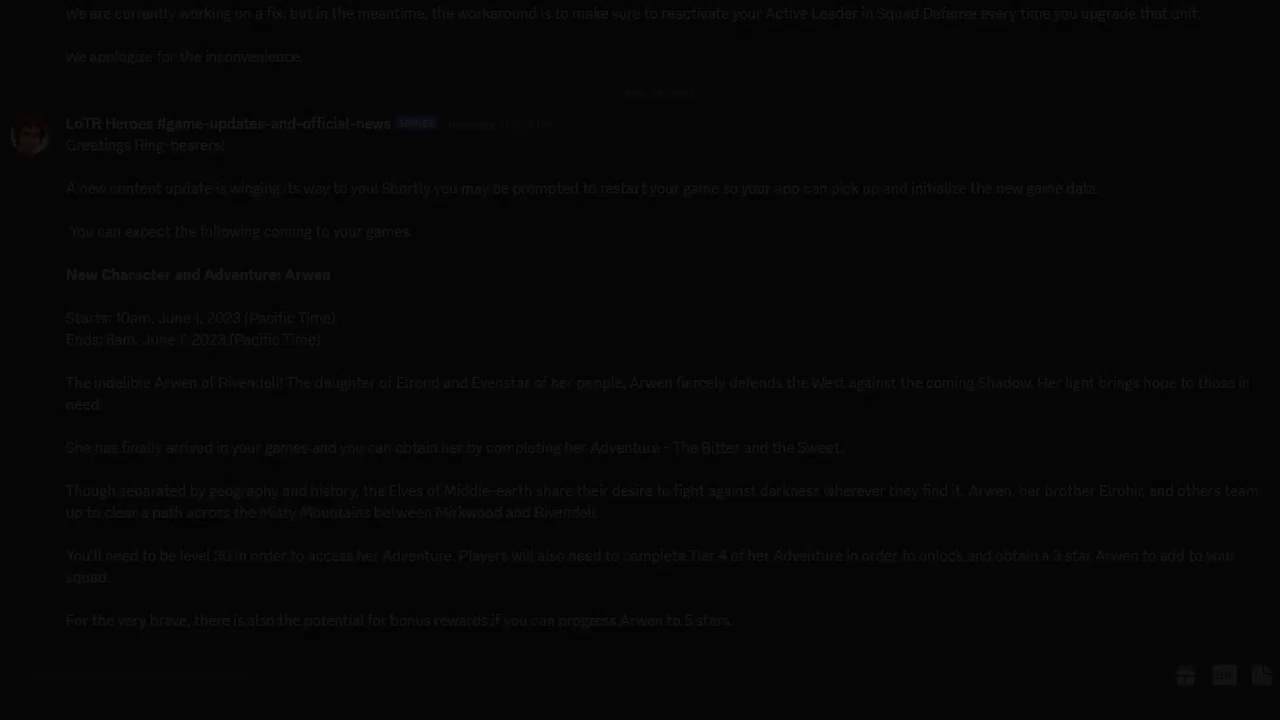 We are currently working on a fix, but in the meantime, the workaround is to make sure to reactivate your Active Leader in Squad Defense every time you upgrade that unit.
We apologize for the inconvenience.
LoTR Heroes #game-updates-and-official-news
Greetings Ring-bearers!
A new content update is winging its way to you! Shortly you may be prompted to restart your game so your app can pick up and initialize the new game data.
You can expect the following coming to your games.
New Character and Adventure: Arwen
Starts: 10am, June 1, 2023 (Pacific Time)
Ends: 8am, June 7, 2023 (Pacific Time)
The indelible Arwen of Rivendell! The daughter of Elrond and Evenstar of her people, Arwen fiercely defends the West against the coming Shadow. Her light brings hope to those in
need.
She has finally arrived in your games and you can obtain her by completing her Adventure - The Bitter and the Sweet.
Though separated by geography and history, the Elves of Middle-earth share their desire to fight against darkness wherever they find it. Arwen, her brother Elrohir, and others team
up to clear a path across the Misty Mountains between Mirkwood and Rivendell.
You'll need to be level 30 in order to access her Adventure. Players will also need to complete Tier 4 of her Adventure in order to unlock and obtain a 3 star Arwen to add to your
squad.
For the very brave, there is also the potential for bonus rewards if you can progress Arwen to 5 stars.